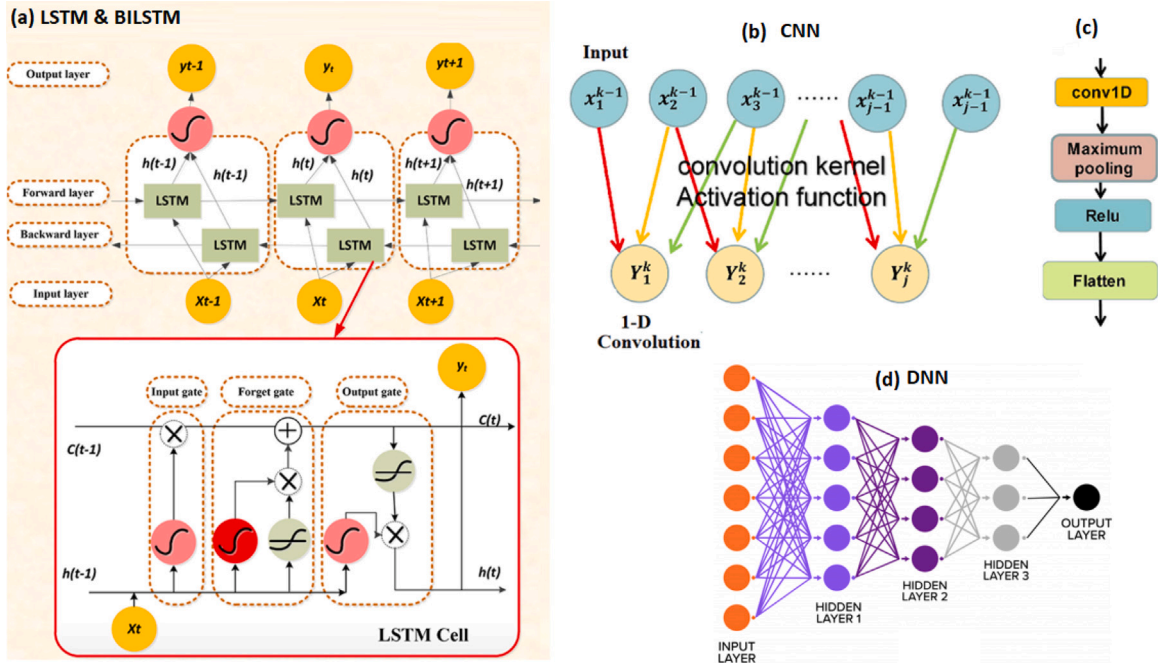 (a) LSTM & BILSTM
Output layer
yt-1
yt
yt+1
h(t-1)
h(t-1)
h(t)
h(t)
h(t+1)
h(t+1)
Forward layer
LSTM
LSTM
LSTM
Backward layer
LSTM
LSTM
LSTM
Input layer
Xt-1
Xt
Xt+1
yt
Input gate
Forget gate
Output gate
C(t-1)
C(t)
h(t-1)
h(t)
Xt
LSTM Cell
(b) CNN
Input
x₁ᵏ⁻¹
x₂ᵏ⁻¹
x₃ᵏ⁻¹
......
xⱼ₋₁ᵏ⁻¹
xⱼ₋₁ᵏ⁻¹
convolution kernel
Activation function
Y₁ᵏ
Y₂ᵏ
......
Yⱼᵏ
1-D
Convolution
(c)
conv1D
Maximum
pooling
Relu
Flatten
(d) DNN
INPUT
LAYER
HIDDEN
LAYER 1
HIDDEN
LAYER 2
HIDDEN
LAYER 3
OUTPUT
LAYER